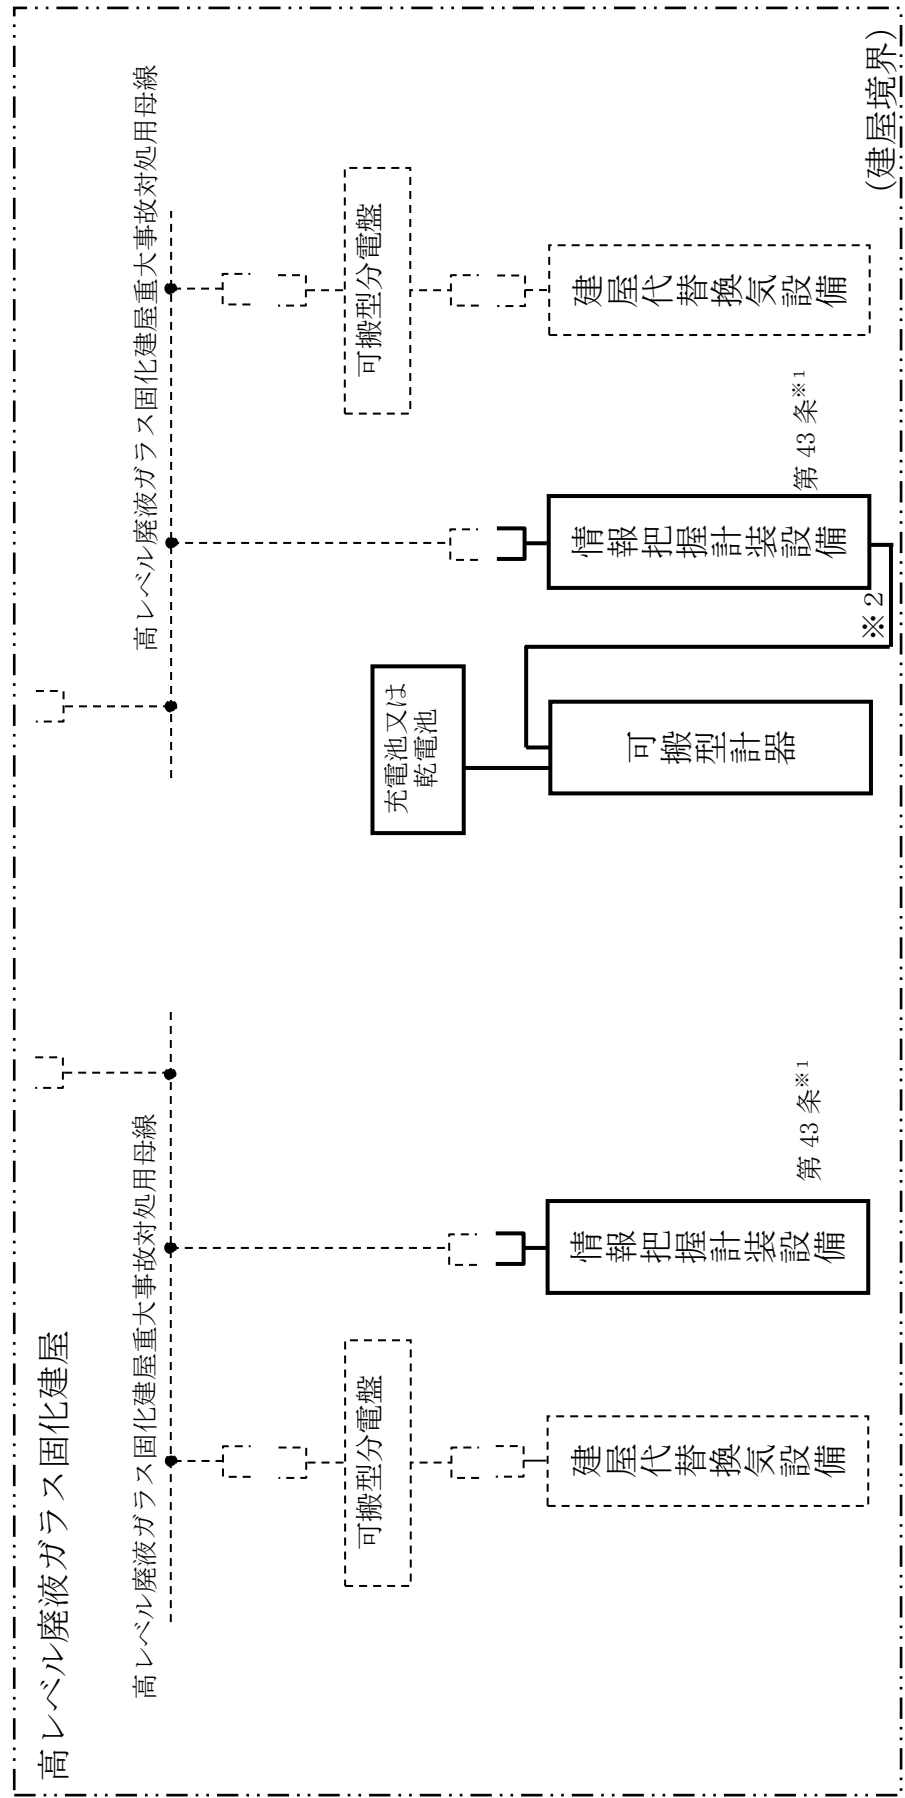 高レベル廃液ガラス固化建屋
高レベル廃液ガラス固化建屋重大事故対処用母線
可搬型分電盤
建屋代替換気設備
情報把握計装設備
第 43 条※1
高レベル廃液ガラス固化建屋重大事故対処用母線
充電池又は
乾電池
可搬型計器
※2
情報把握計装設備
第 43 条※1
可搬型分電盤
建屋代替換気設備
(建屋境界)